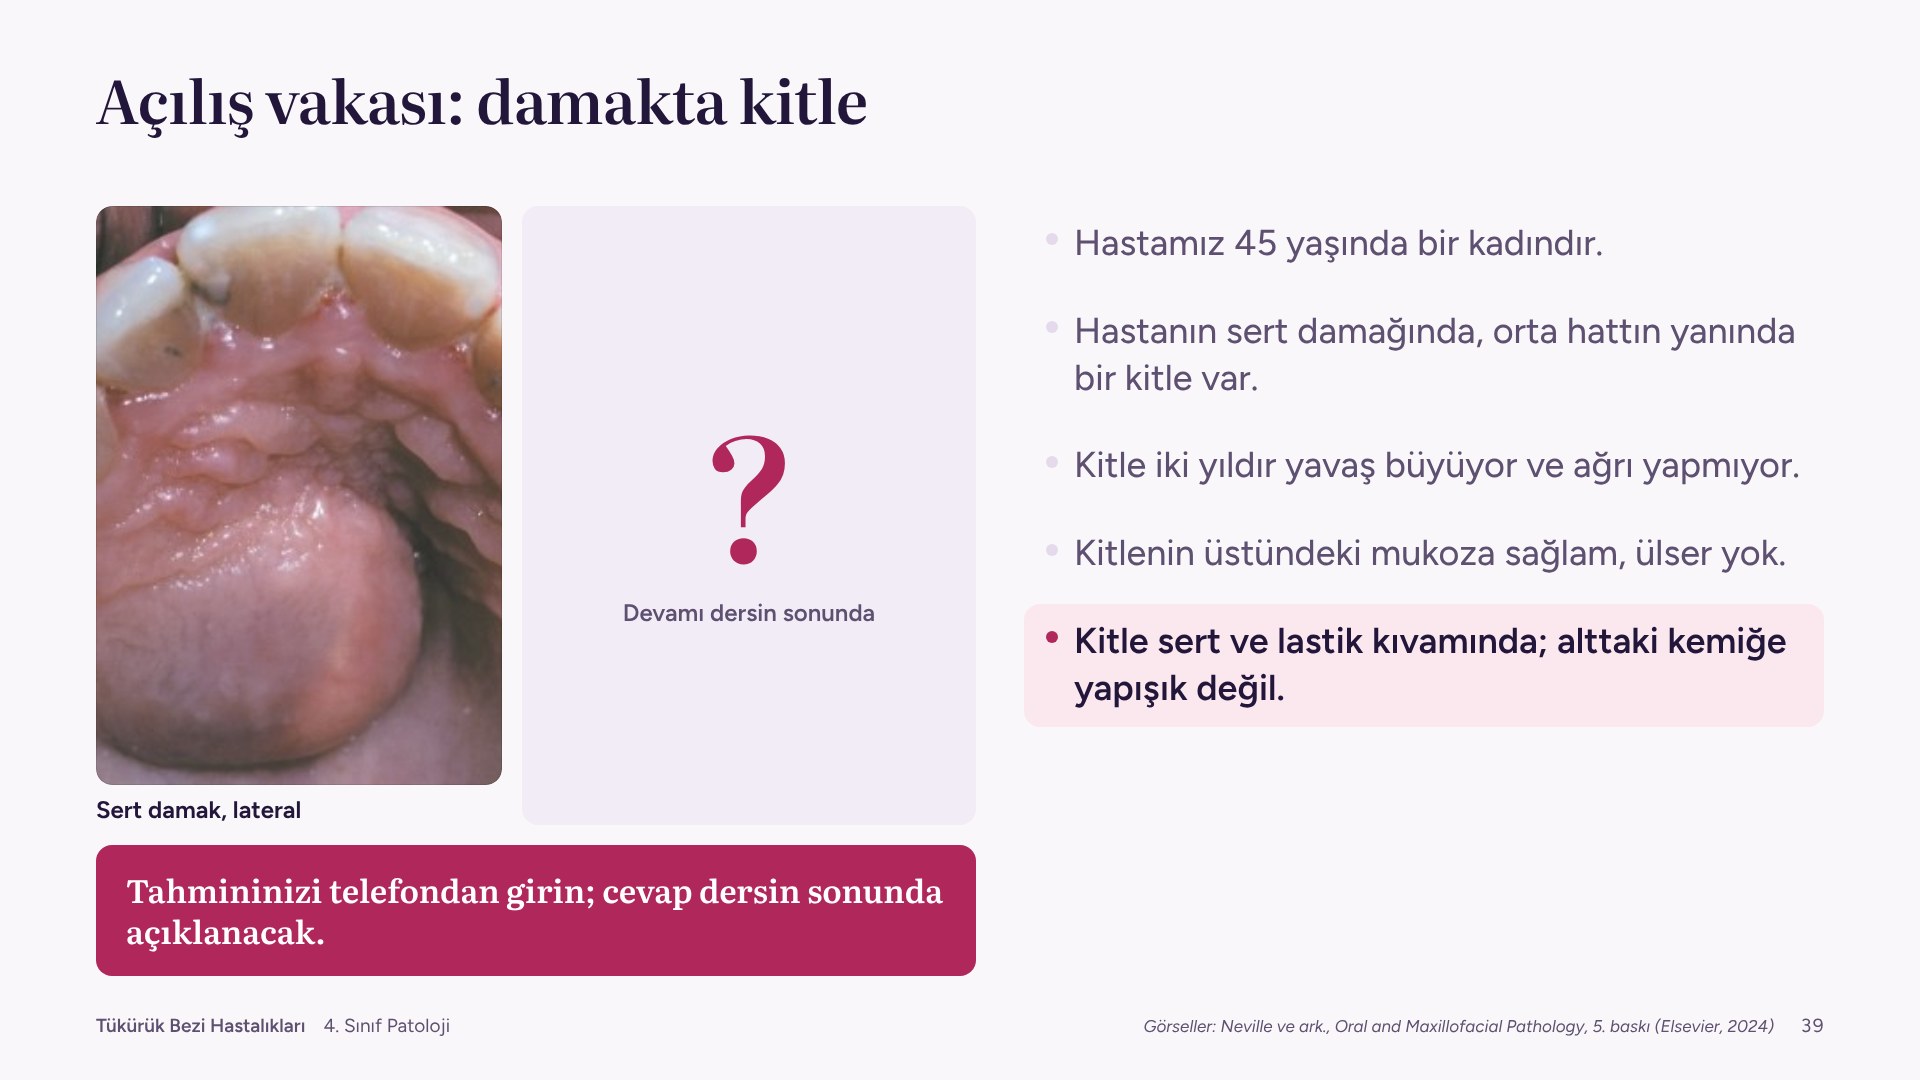 Açılış vakası: damakta kitle
?
Devamı dersin sonunda
Sert damak, lateral
Tahmininizi telefondan girin; cevap dersin sonunda
açıklanacak.
Hastamız 45 yaşında bir kadındır.
Hastanın sert damağında, orta hattın yanında
bir kitle var.
Kitle iki yıldır yavaş büyüyor ve ağrı yapmıyor.
Kitlenin üstündeki mukoza sağlam, ülser yok.
Kitle sert ve lastik kıvamında; alttaki kemiğe
yapışık değil.
Tükürük Bezi Hastalıkları 4. Sınıf Patoloji
Görseller: Neville ve ark., Oral and Maxillofacial Pathology, 5. baskı (Elsevier, 2024) 39